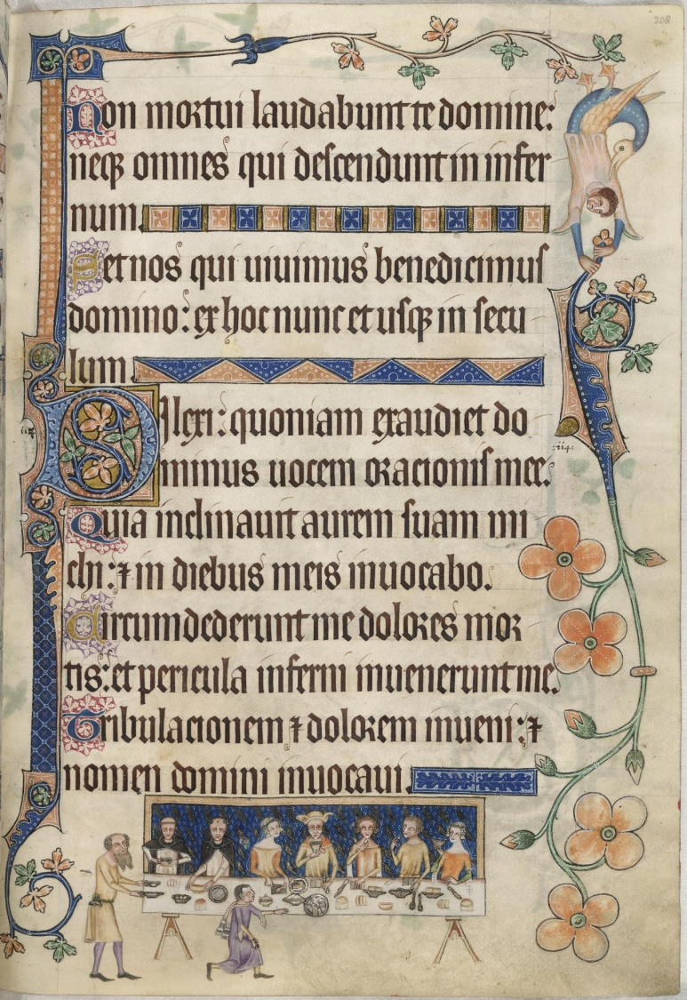 208
Non mortui laudabunt te domine:
neq3 omnes qui descendunt in infer
num.
Set nos qui uiuimus benedicimus
domino: ex hoc nunc et usq3 in secu
lum.
Dilexi: quoniam exaudiet do
minus uocem oracionis mee.
Quia inclinauit aurem suam mi
chi: ⁊ in diebus meis inuocabo.
Circumdederunt me dolores mor
tis: et pericula inferni inuenerunt me.
Tribulacionem ⁊ dolorem inueni: ⁊
nomen domini inuocaui.